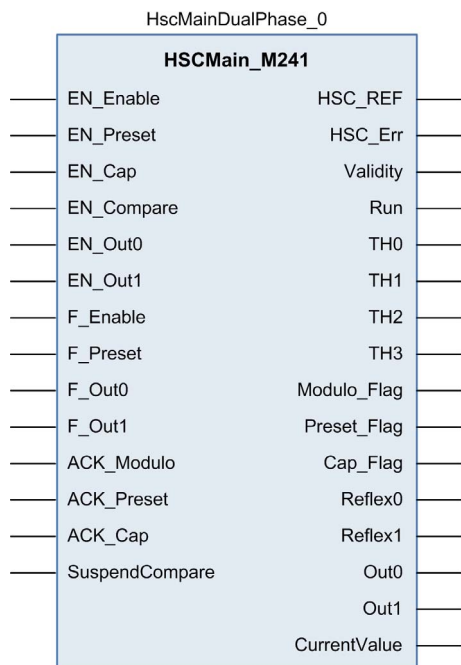 HscMainDualPhase_0
HSCMain_M241
EN_Enable HSC_REF
EN_Preset HSC_Err
EN_Cap Validity
EN_Compare Run
EN_Out0 TH0
EN_Out1 TH1
F_Enable TH2
F_Preset TH3
F_Out0 Modulo_Flag
F_Out1 Preset_Flag
ACK_Modulo Cap_Flag
ACK_Preset Reflex0
ACK_Cap Reflex1
SuspendCompare Out0
Out1
CurrentValue